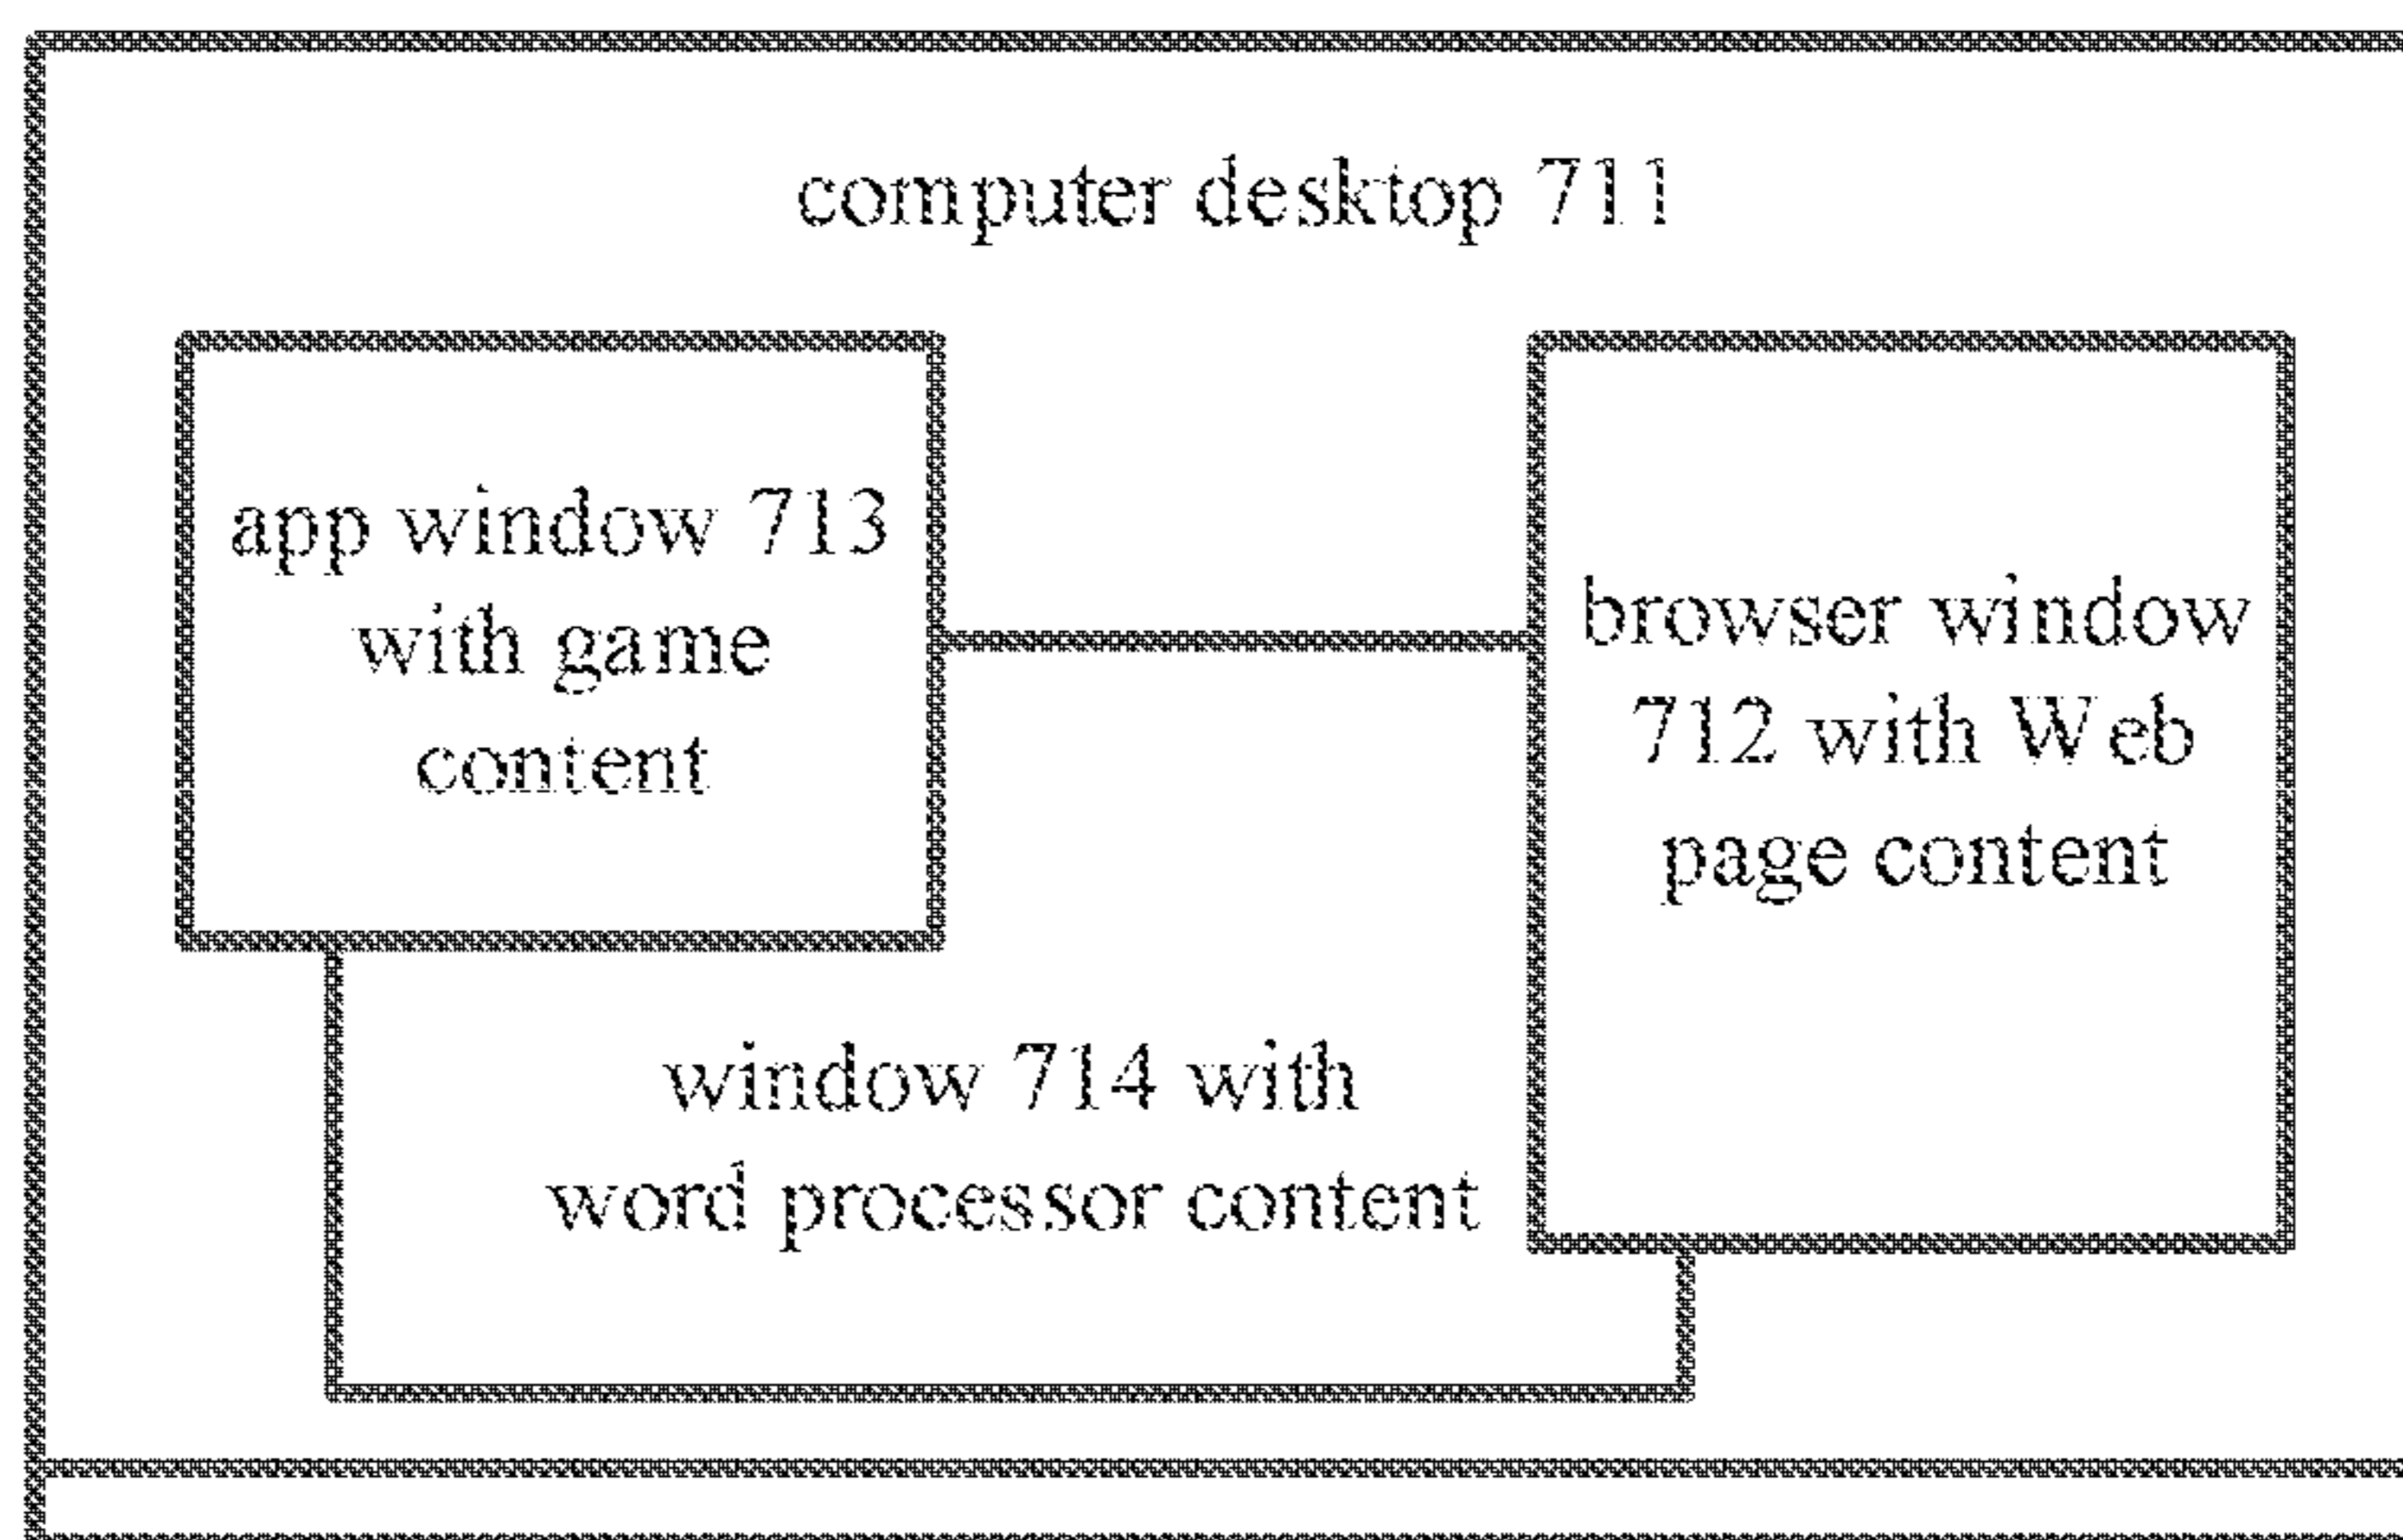 computer desktop 711
app window 713
with game
content
browser window
712 with Web
page content
window 714 with
word processor content